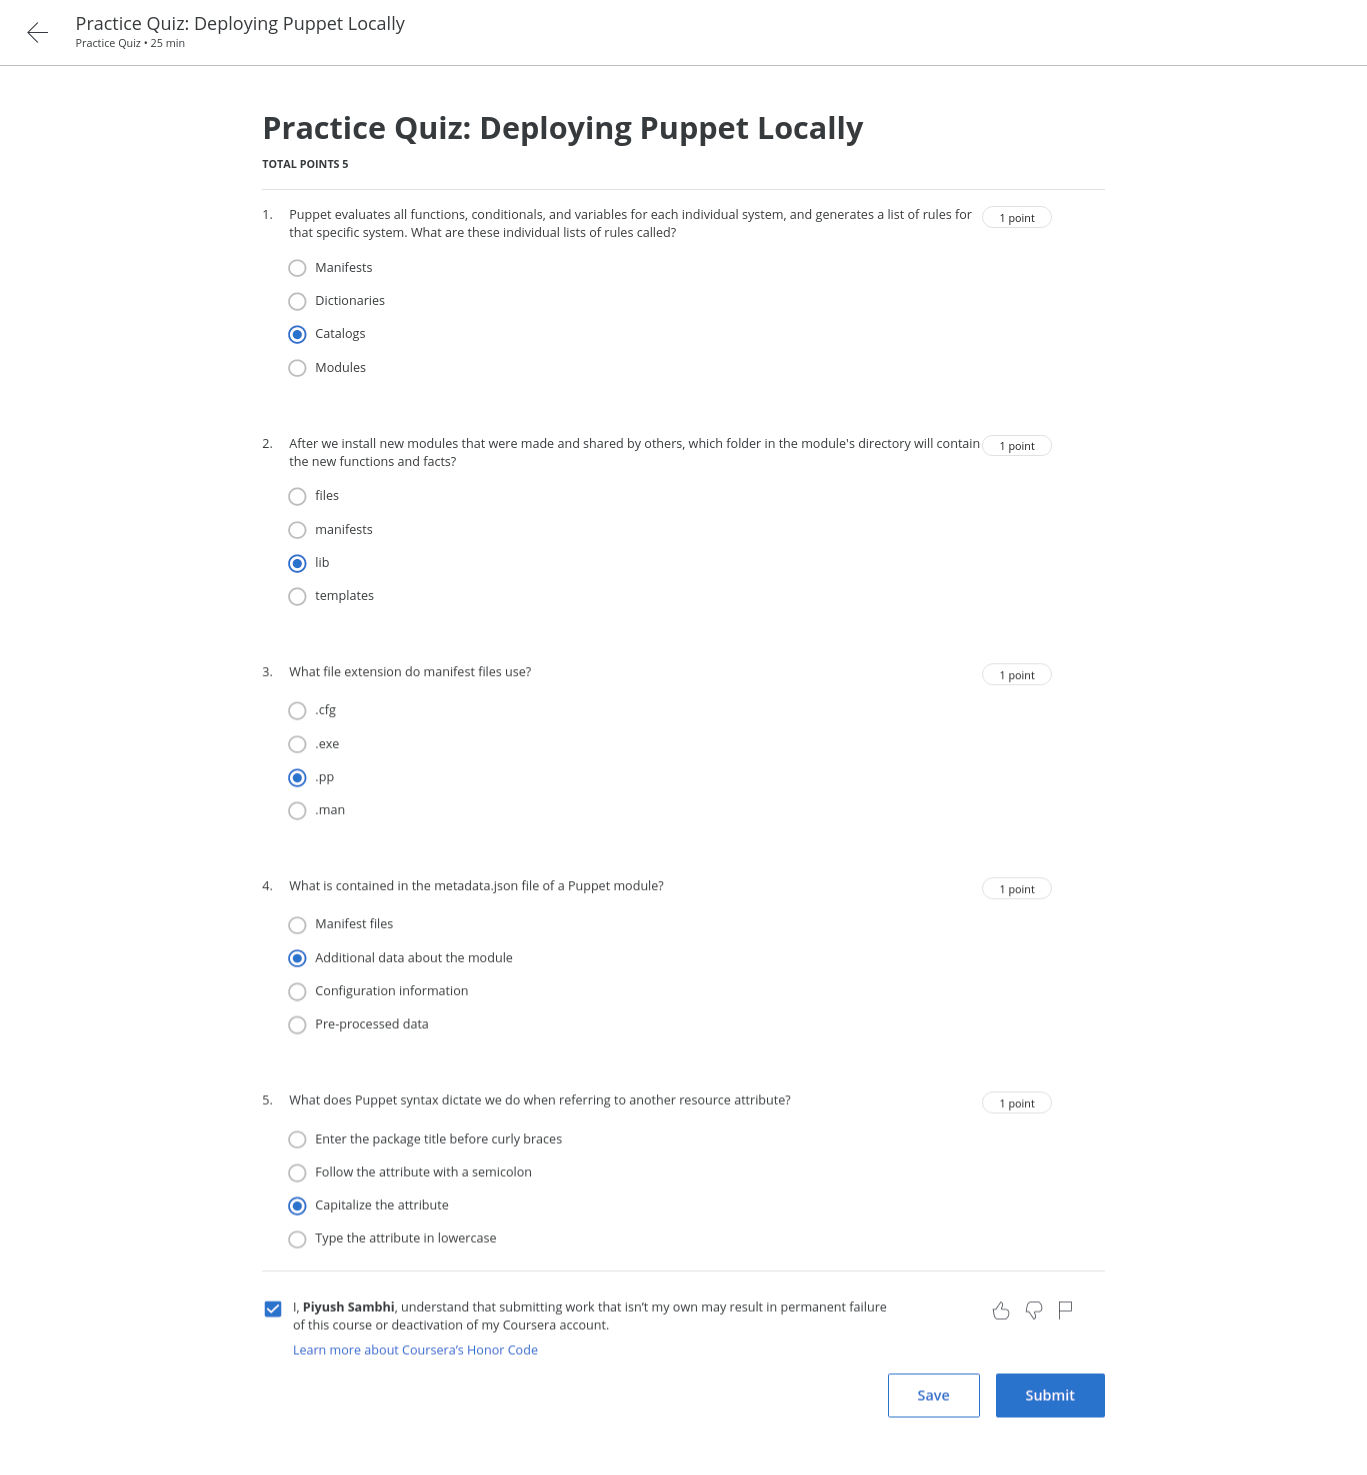 Practice Quiz: Deploying Puppet Locally
Practice Quiz • 25 min
Practice Quiz: Deploying Puppet Locally
TOTAL POINTS 5
1. Puppet evaluates all functions, conditionals, and variables for each individual system, and generates a list of rules for 1 point
that specific system. What are these individual lists of rules called?
Manifests
Dictionaries
Catalogs
Modules
2. After we install new modules that were made and shared by others, which folder in the module's directory will contain 1 point
the new functions and facts?
files
manifests
lib
templates
3. What file extension do manifest files use? 1 point
.cfg
.exe
.pp
.man
4. What is contained in the metadata.json file of a Puppet module? 1 point
Manifest files
Additional data about the module
Configuration information
Pre-processed data
5. What does Puppet syntax dictate we do when referring to another resource attribute? 1 point
Enter the package title before curly braces
Follow the attribute with a semicolon
Capitalize the attribute
Type the attribute in lowercase
I, Piyush Sambhi, understand that submitting work that isn’t my own may result in permanent failure
of this course or deactivation of my Coursera account.
Learn more about Coursera’s Honor Code
Save Submit